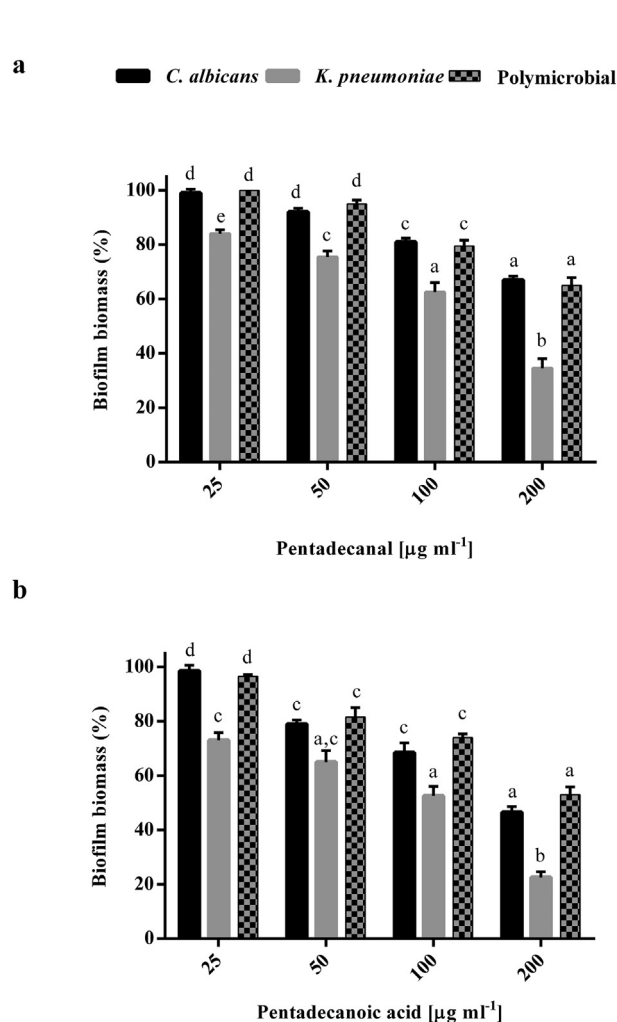 a
C. albicans K. pneumoniae Polymicrobial
d d d d
e c c c
c a a a
b
100
80
60
40
20
0
Biofilm biomass (%)
25 50 100 200
Pentadecanal [µg ml-1]
b
d d
c c c c c
a,c a a a
b
100
80
60
40
20
0
Biofilm biomass (%)
25 50 100 200
Pentadecanoic acid [µg ml-1]